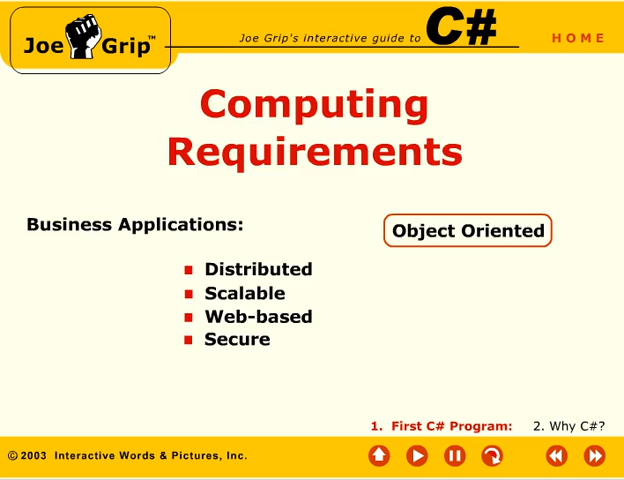 Joe Grip™
Joe Grip's interactive guide to C#
HOME
Computing
Requirements
Business Applications:
Object Oriented
Distributed
Scalable
Web-based
Secure
1. First C# Program: 2. Why C#?
© 2003 Interactive Words & Pictures, Inc.